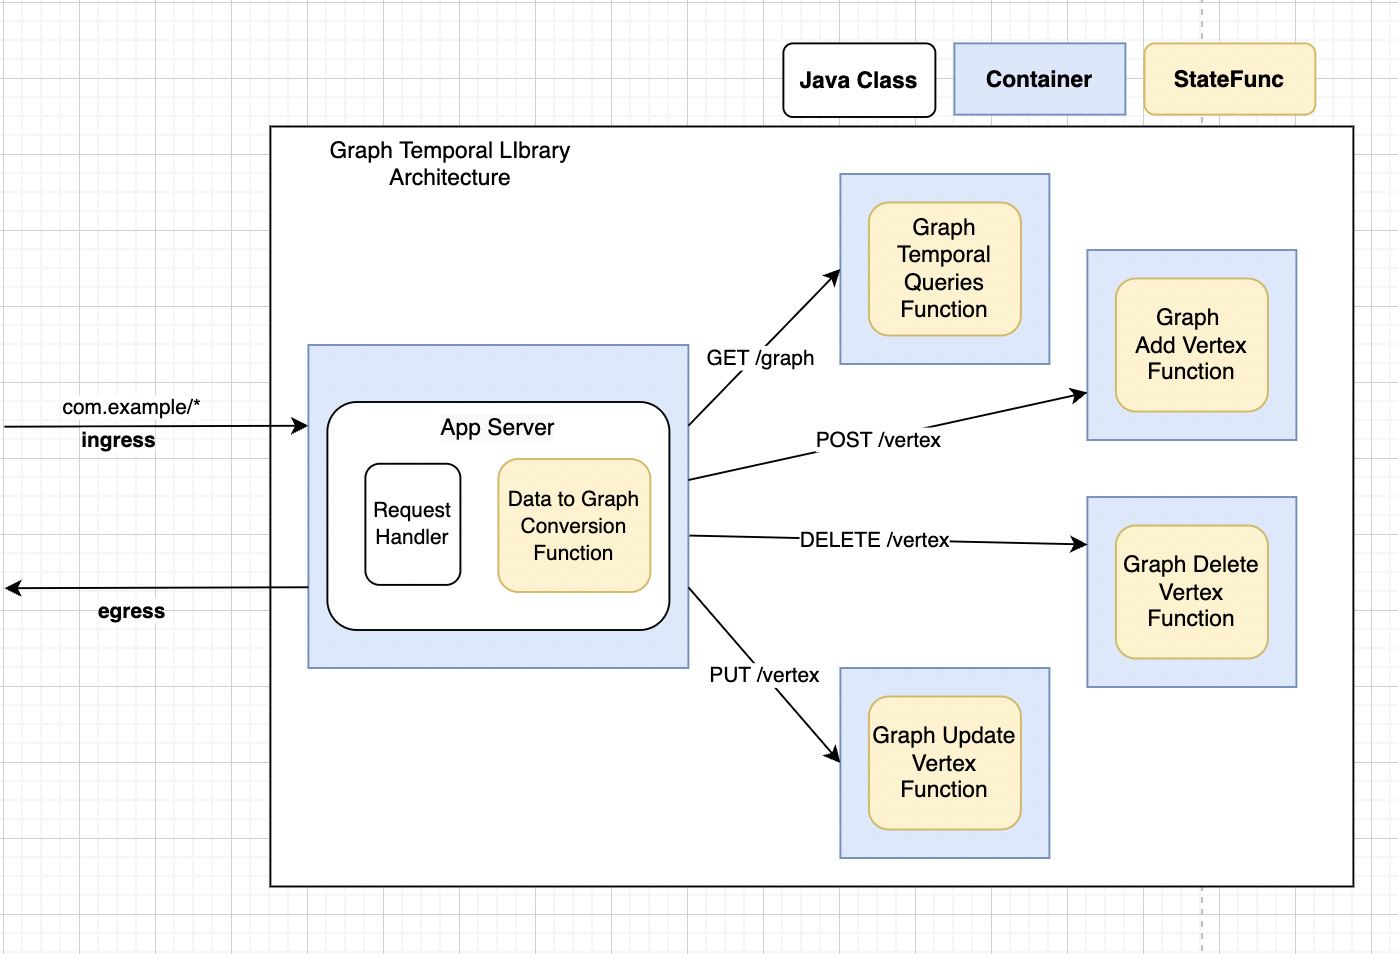 Java Class
Container
StateFunc
Graph Temporal LIbrary
Architecture
Graph
Temporal
Queries
Function
Graph
Add Vertex
Function
GET /graph
com.example/*
ingress
App Server
POST /vertex
Request
Handler
Data to Graph
Conversion
Function
DELETE /vertex
Graph Delete
Vertex
Function
egress
PUT /vertex
Graph Update
Vertex
Function